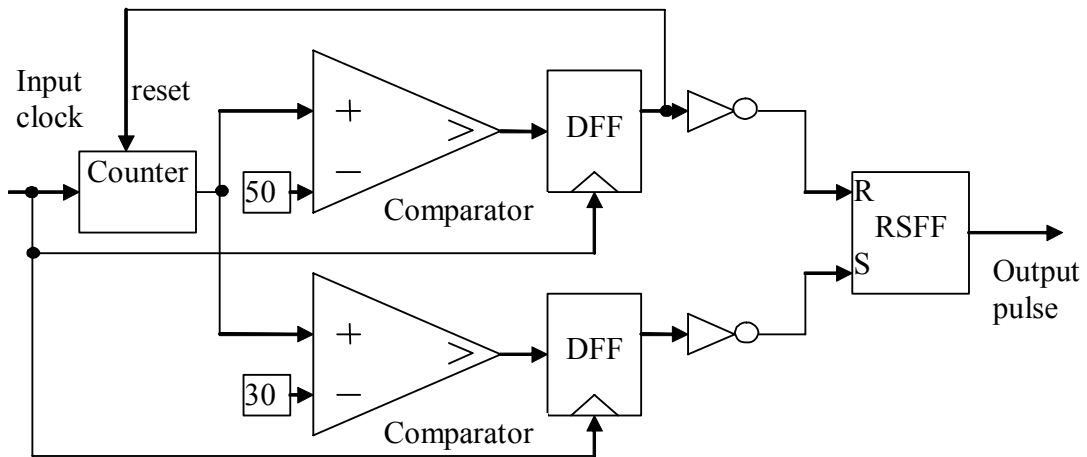 Input
clock
reset
Counter
+
−
>
50
Comparator
DFF
R
RSFF
S
Output
pulse
+
−
>
30
Comparator
DFF